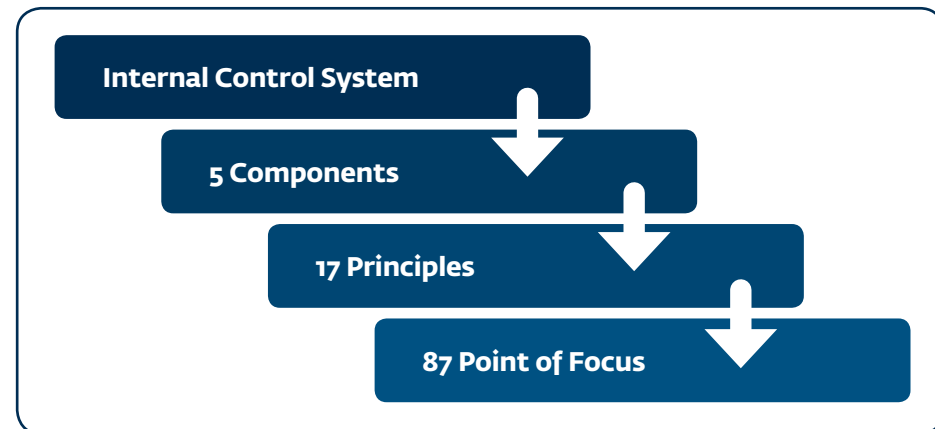 Internal Control System
5 Components
17 Principles
87 Point of Focus